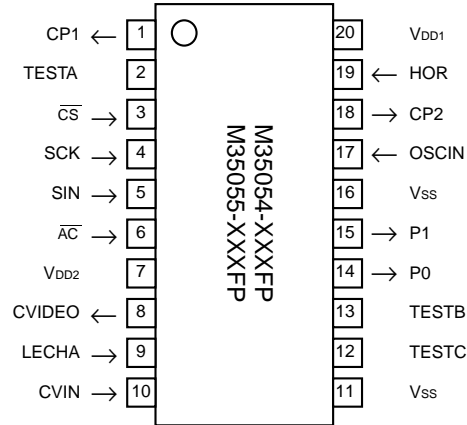 CP1 ← 1 20 VDD1
TESTA 2 19 ← HOR
CS → 3 18 → CP2
SCK → 4 17 ← OSCIN
SIN → 5 16 VSS
AC → 6 15 → P1
VDD2 7 14 → P0
CVIDEO ← 8 13 TESTB
LECHA → 9 12 TESTC
CVIN → 10 11 VSS
M35054-XXXFP
M35055-XXXFP